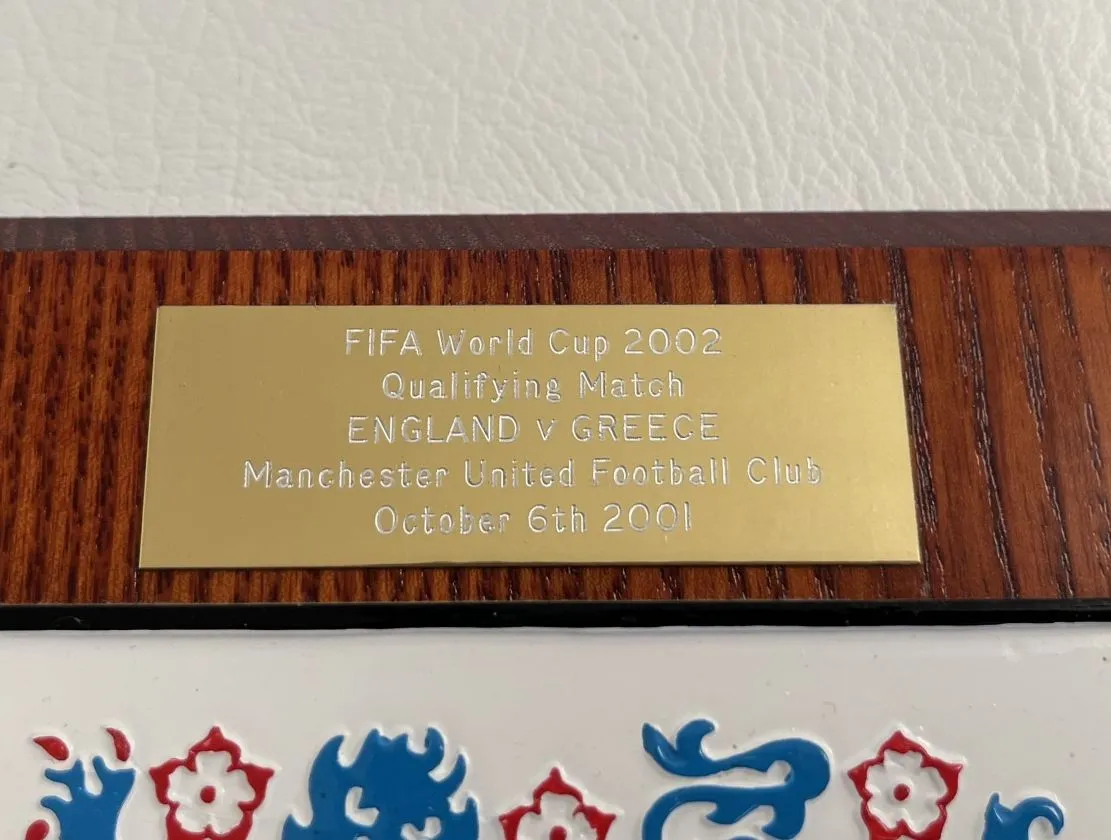 FIFA World Cup 2002
Qualifying Match
ENGLAND v GREECE
Manchester United Football Club
October 6th 2001